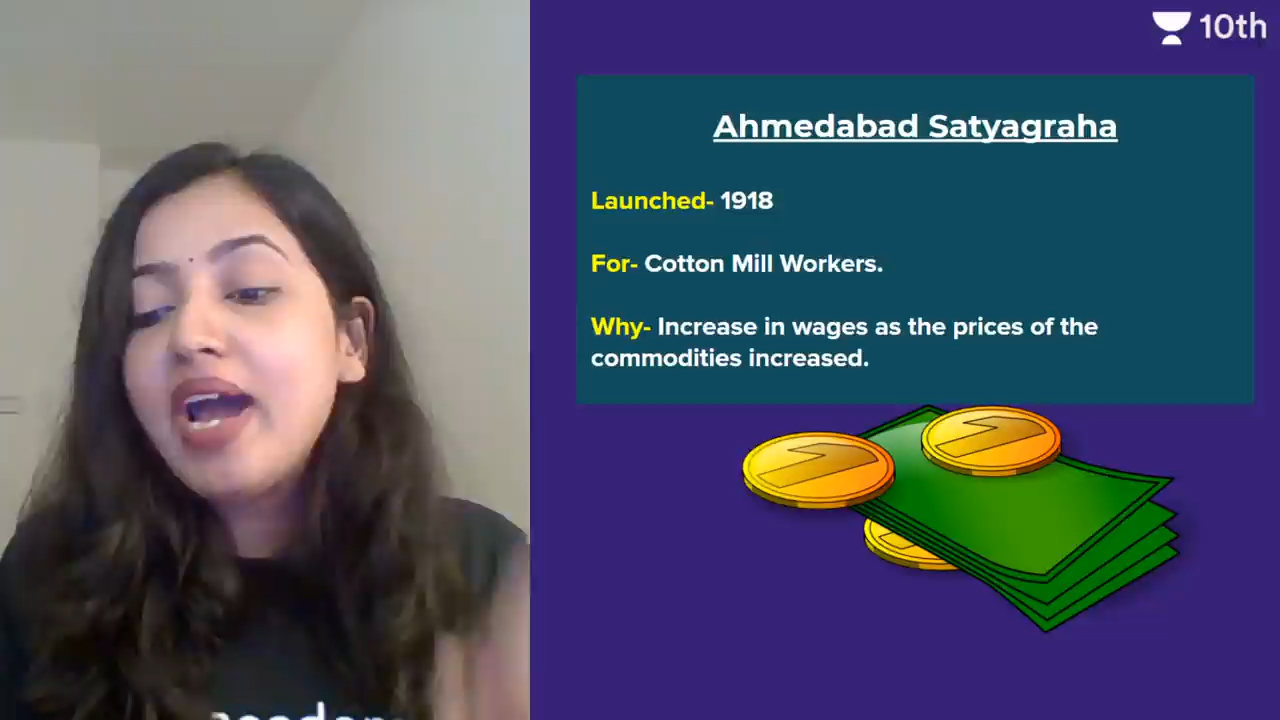 10th
Ahmedabad Satyagraha
Launched- 1918
For- Cotton Mill Workers.
Why- Increase in wages as the prices of the
commodities increased.